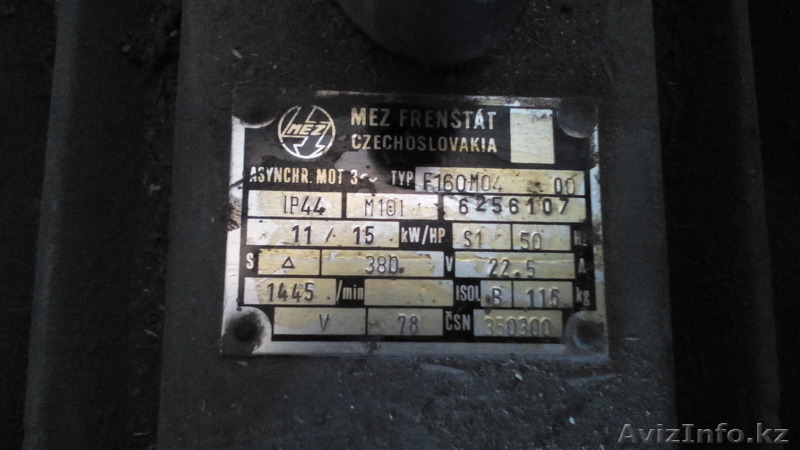 MEZ
MEZ FRENŠTÁT
CZECHOSLOVAKIA
ASYNCHR. MOT 3~ TYP F160M04 00
IP44 M101 6256107
11 / 15 kW/HP S1 50 Hz
S △ 380 V 22.5 A
1445 /min ISOL B 115 kg
V 78 ČSN 350300
AvizInfo.kz